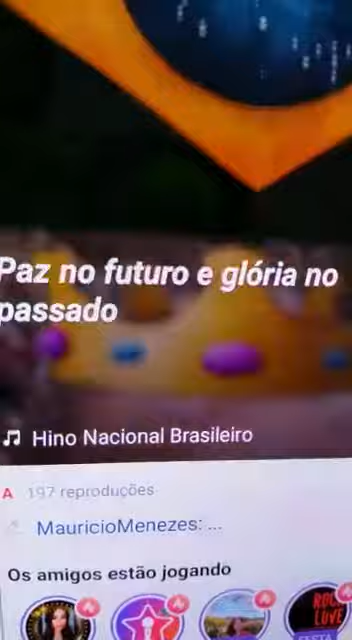 Paz no futuro e glória no
passado
Hino Nacional Brasileiro
197 reproduções
MauricioMenezes: ...
Os amigos estão jogando